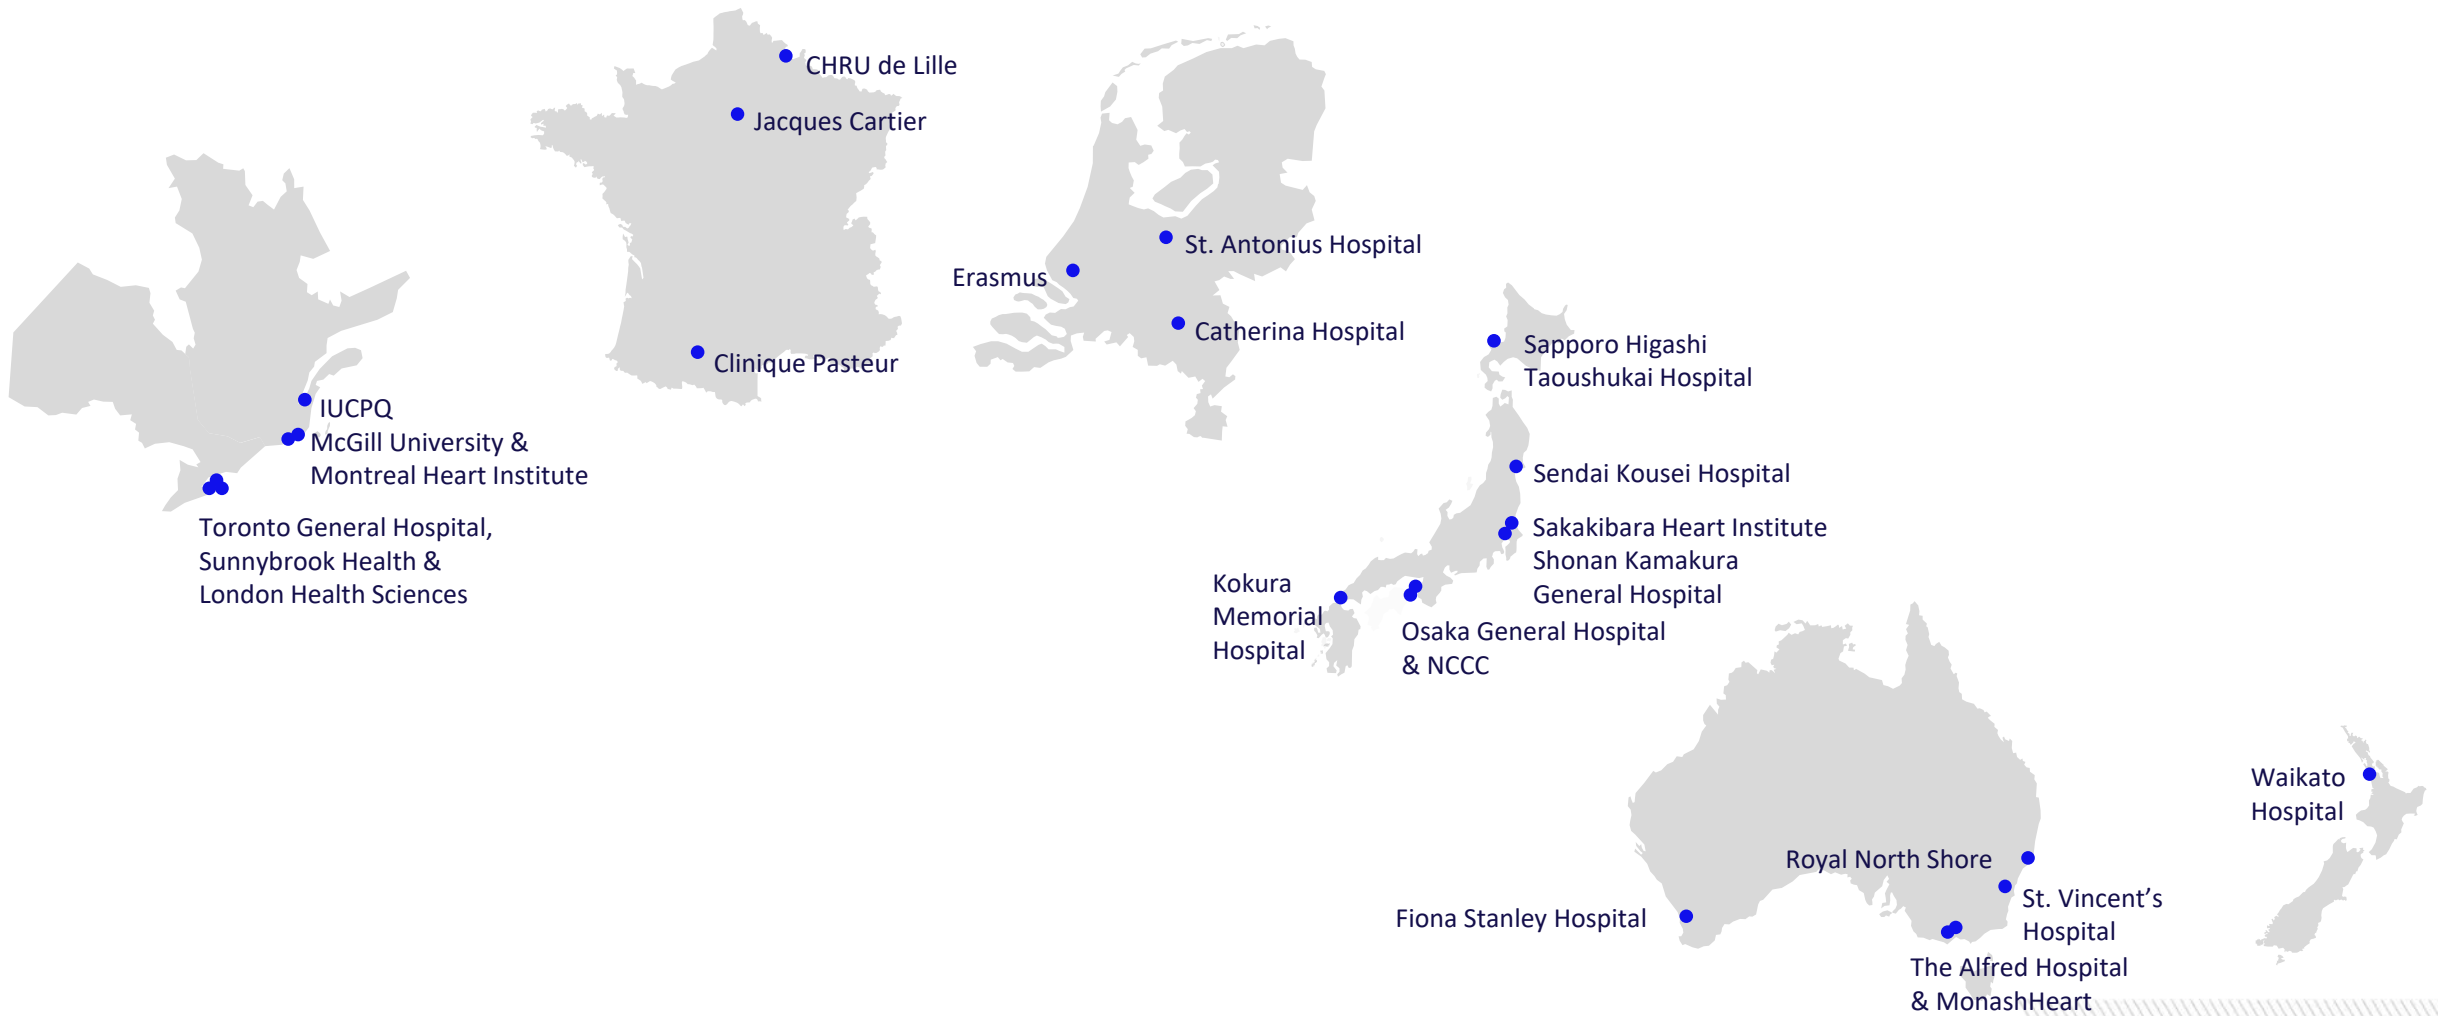 CHRU de Lille
Jacques Cartier
Clinique Pasteur
IUCPQ
McGill University &
Montreal Heart Institute
Toronto General Hospital,
Sunnybrook Health &
London Health Sciences
St. Antonius Hospital
Erasmus
Catherina Hospital
Sapporo Higashi
Taoushukai Hospital
Sendai Kousei Hospital
Sakakibara Heart Institute
Shonan Kamakura
General Hospital
Kokura
Memorial
Hospital
Osaka General Hospital
& NCCC
Waikato
Hospital
Royal North Shore
St. Vincent’s
Hospital
Fiona Stanley Hospital
The Alfred Hospital
& MonashHeart